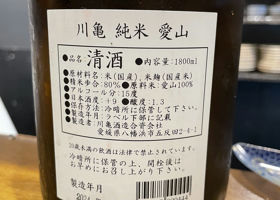 川亀 純米 愛山
●品名 清酒 ●内容量:1800ml
●原材料名:米(国産)、米麹(国産)
●精米歩合:80% ●原料米:愛山100%
●アルコール分:15度
●日本酒度:+9 ●酸度:1.3
●保存方法:冷暗所にて保管して下さい。
●製造年月:ラベル下部に記載
●製造者:川亀酒造合資会社
愛媛県八幡浜市五反田2-4-1
20歳未満の飲酒は法律で禁止されています。
冷暗所にて保管の上、開栓後は
お早めにお召し上がり下さい。
製造年月